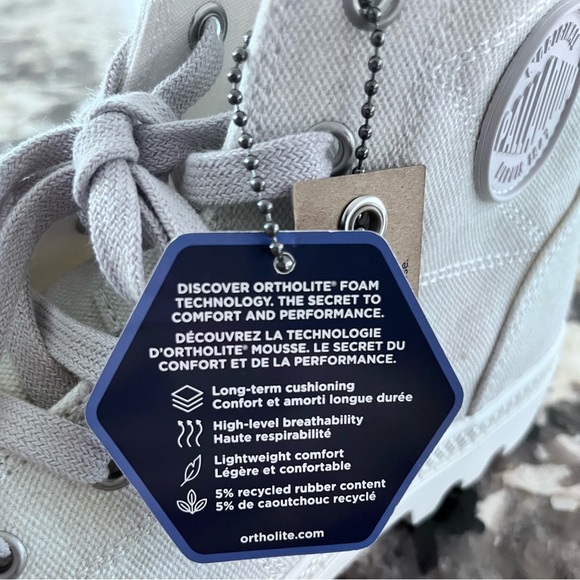 PALLADIUM
DISCOVER ORTHOLITE® FOAM
TECHNOLOGY. THE SECRET TO
COMFORT AND PERFORMANCE.
DÉCOUVREZ LA TECHNOLOGIE
D'ORTHOLITE® MOUSSE. LE SECRET DU
CONFORT ET DE LA PERFORMANCE.
Long-term cushioning
Confort et amorti longue durée
High-level breathability
Haute respirabilité
Lightweight comfort
Légère et confortable
5% recycled rubber content
5% de caoutchouc recyclé
ortholite.com